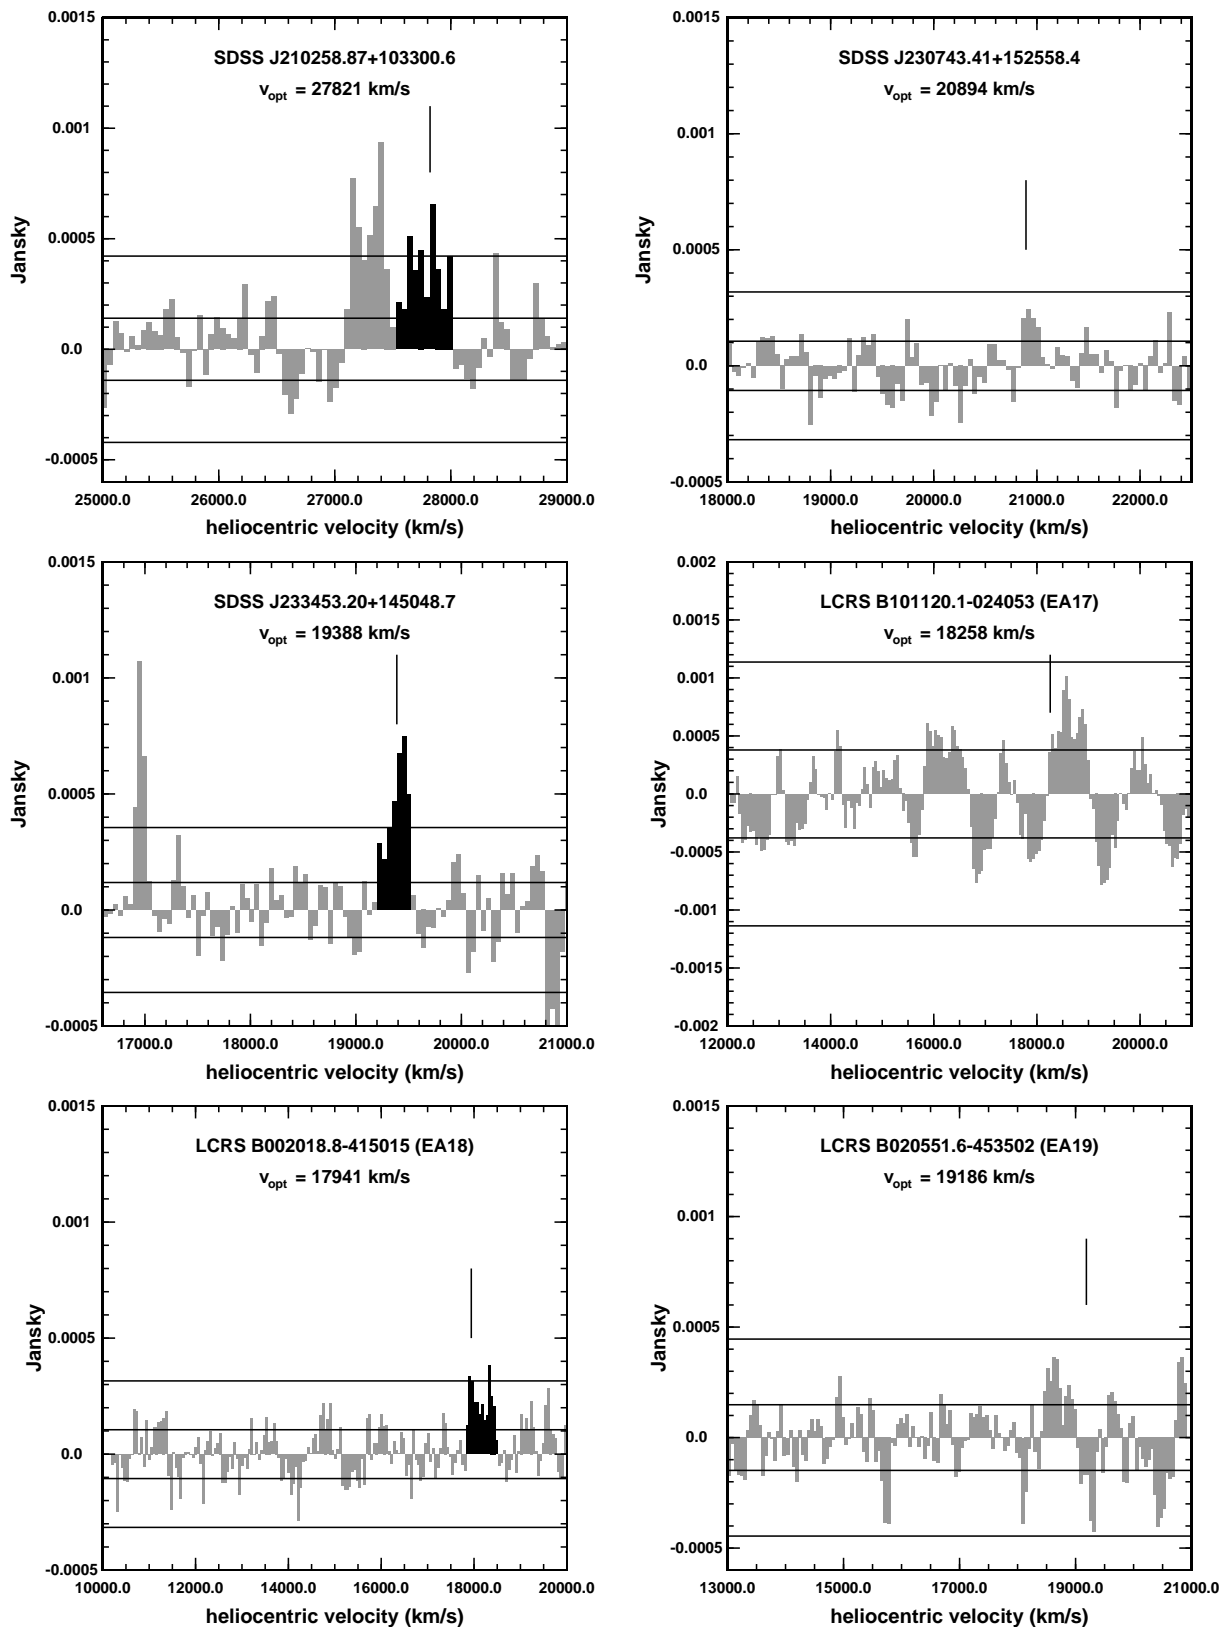 0.0015
SDSS J210258.87+103300.6
v_opt = 27821 km/s
0.001
0.0005
0.0
-0.0005
Jansky
25000.0 26000.0 27000.0 28000.0 29000.0
heliocentric velocity (km/s)
0.0015
SDSS J230743.41+152558.4
v_opt = 20894 km/s
0.001
0.0005
0.0
-0.0005
Jansky
18000.0 19000.0 20000.0 21000.0 22000.0
heliocentric velocity (km/s)
0.0015
SDSS J233453.20+145048.7
v_opt = 19388 km/s
0.001
0.0005
0.0
-0.0005
Jansky
17000.0 18000.0 19000.0 20000.0 21000.0
heliocentric velocity (km/s)
0.002
LCRS B101120.1-024053 (EA17)
0.0015
v_opt = 18258 km/s
0.001
0.0005
0.0
-0.0005
-0.001
-0.0015
-0.002
Jansky
12000.0 14000.0 16000.0 18000.0 20000.0
heliocentric velocity (km/s)
0.0015
LCRS B002018.8-415015 (EA18)
v_opt = 17941 km/s
0.001
0.0005
0.0
-0.0005
Jansky
10000.0 12000.0 14000.0 16000.0 18000.0 20000.0
heliocentric velocity (km/s)
0.0015
LCRS B020551.6-453502 (EA19)
v_opt = 19186 km/s
0.001
0.0005
0.0
-0.0005
Jansky
13000.0 15000.0 17000.0 19000.0 21000.0
heliocentric velocity (km/s)